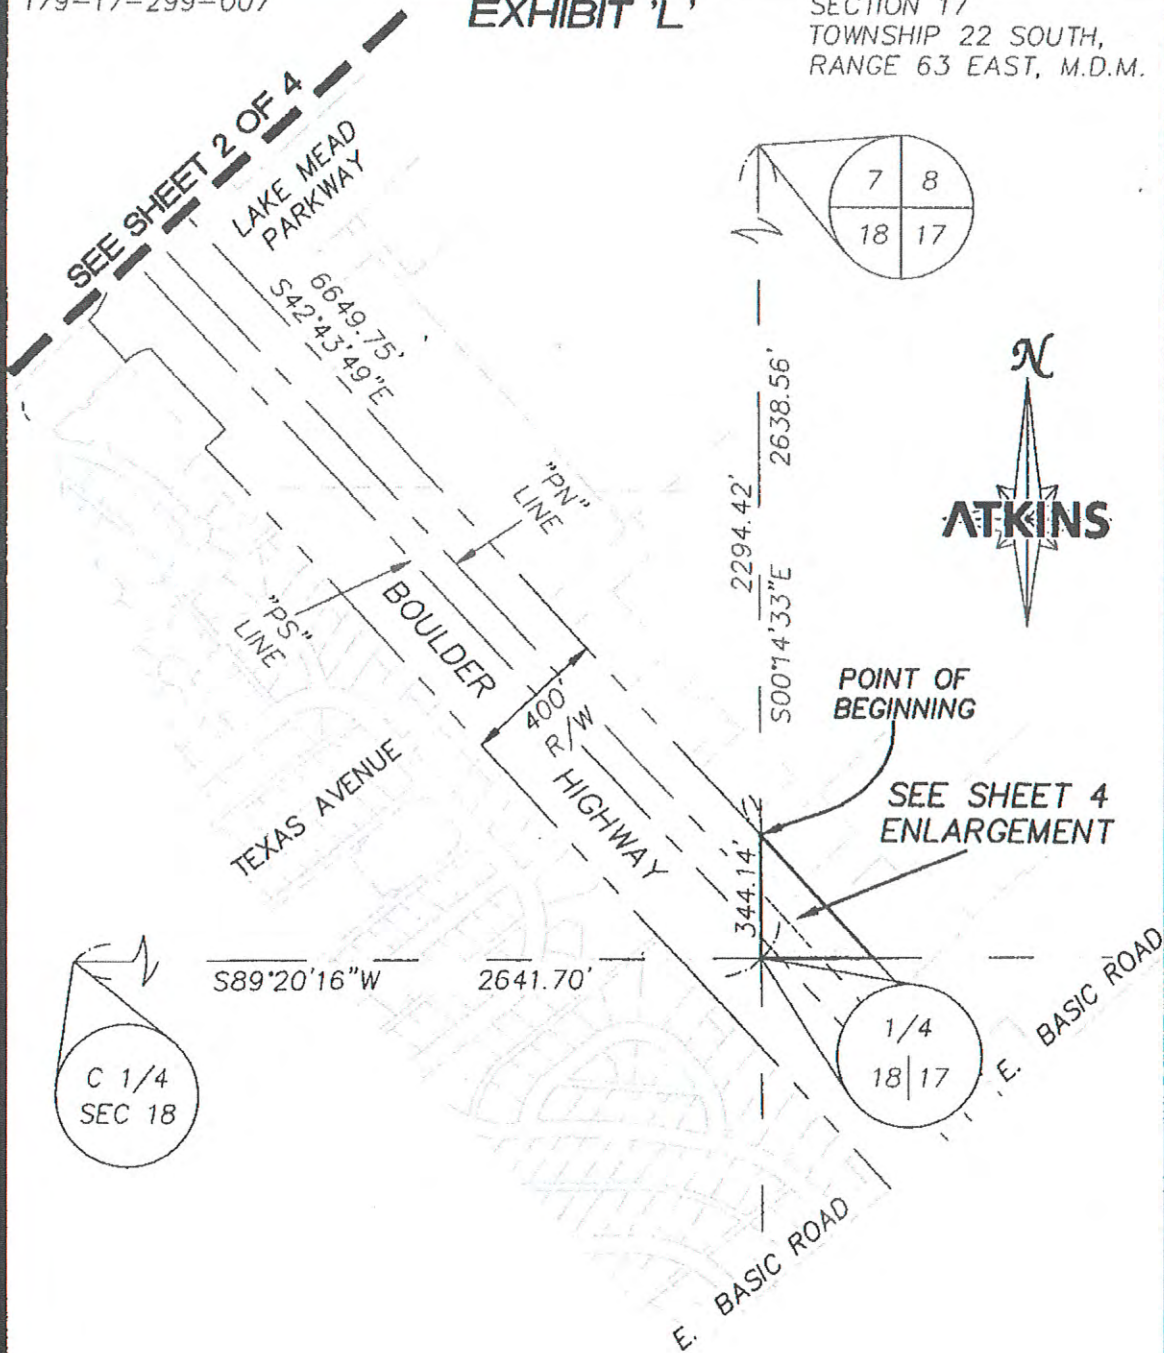 179-17-299-007
EXHIBIT 'L'
SECTION 17
TOWNSHIP 22 SOUTH,
RANGE 63 EAST, M.D.M.
SEE SHEET 2 OF 4
LAKE MEAD
PARKWAY
7 8
18 17
6649.75'
S42°43'49"E
N
2638.56'
2294.42'
S00°14'33"E
ATKINS
"PN"
LINE
"PS"
LINE
BOULDER
400'
R/W
HIGHWAY
POINT OF
BEGINNING
SEE SHEET 4
ENLARGEMENT
TEXAS AVENUE
344.14'
S89°20'16"W 2641.70'
C 1/4
SEC 18
1/4
18|17
E. BASIC ROAD
E. BASIC ROAD